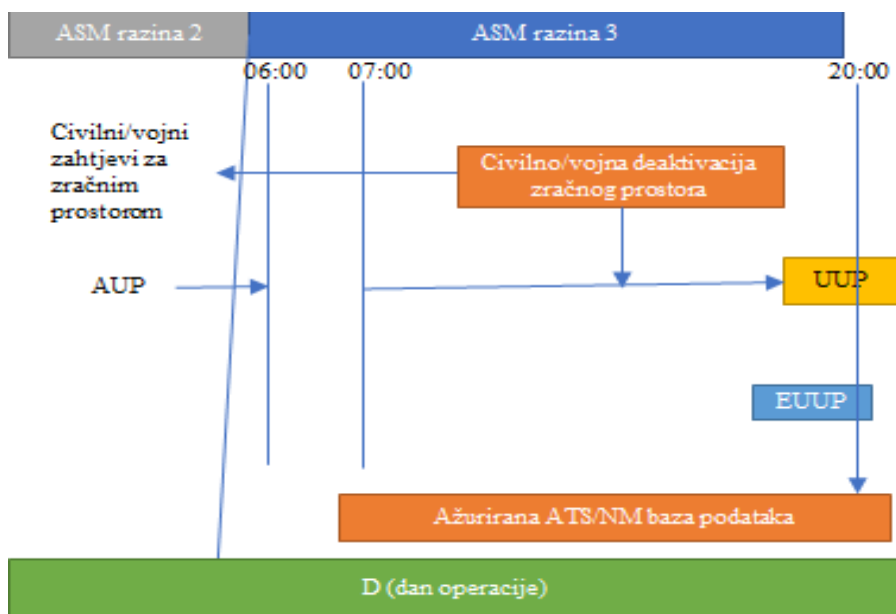 ASM razina 2
ASM razina 3
06:00
07:00
20:00
Civilni/vojni
zahtjevi za
zračnim
prostorom
Civilno/vojna deaktivacija
zračnog prostora
AUP
UUP
EUUP
Ažurirana ATS/NM baza podataka
D (dan operacije)